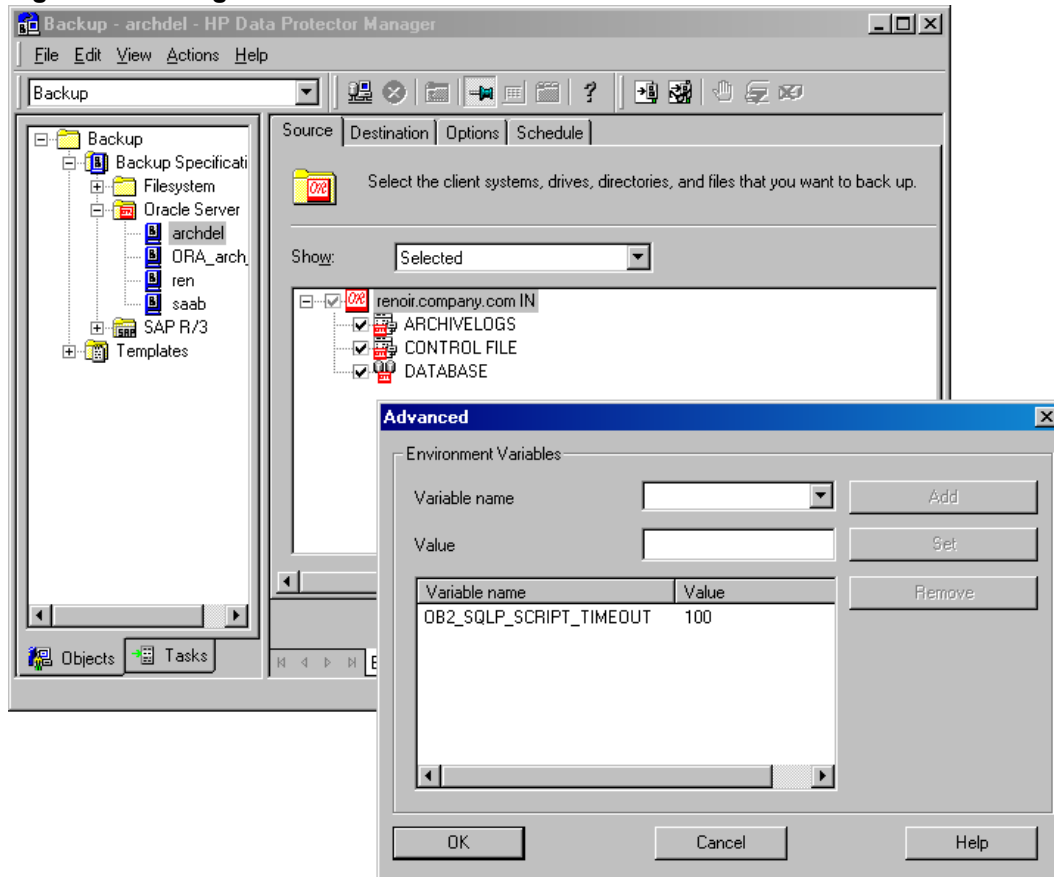 Backup - archdel - HP Data Protector Manager
File Edit View Actions Help
Backup
Backup
Backup Specificati
Filesystem
Oracle Server
archdel
ORA_arch_
ren
saab
SAP R/3
Templates
Objects Tasks
Source Destination Options Schedule
Select the client systems, drives, directories, and files that you want to back up.
Show: Selected
renoir.company.com IN
ARCHIVELOGS
CONTROL FILE
DATABASE
Advanced
Environment Variables
Variable name Add
Value Set
Variable name Value Remove
OB2_SQLP_SCRIPT_TIMEOUT 100
OK Cancel Help